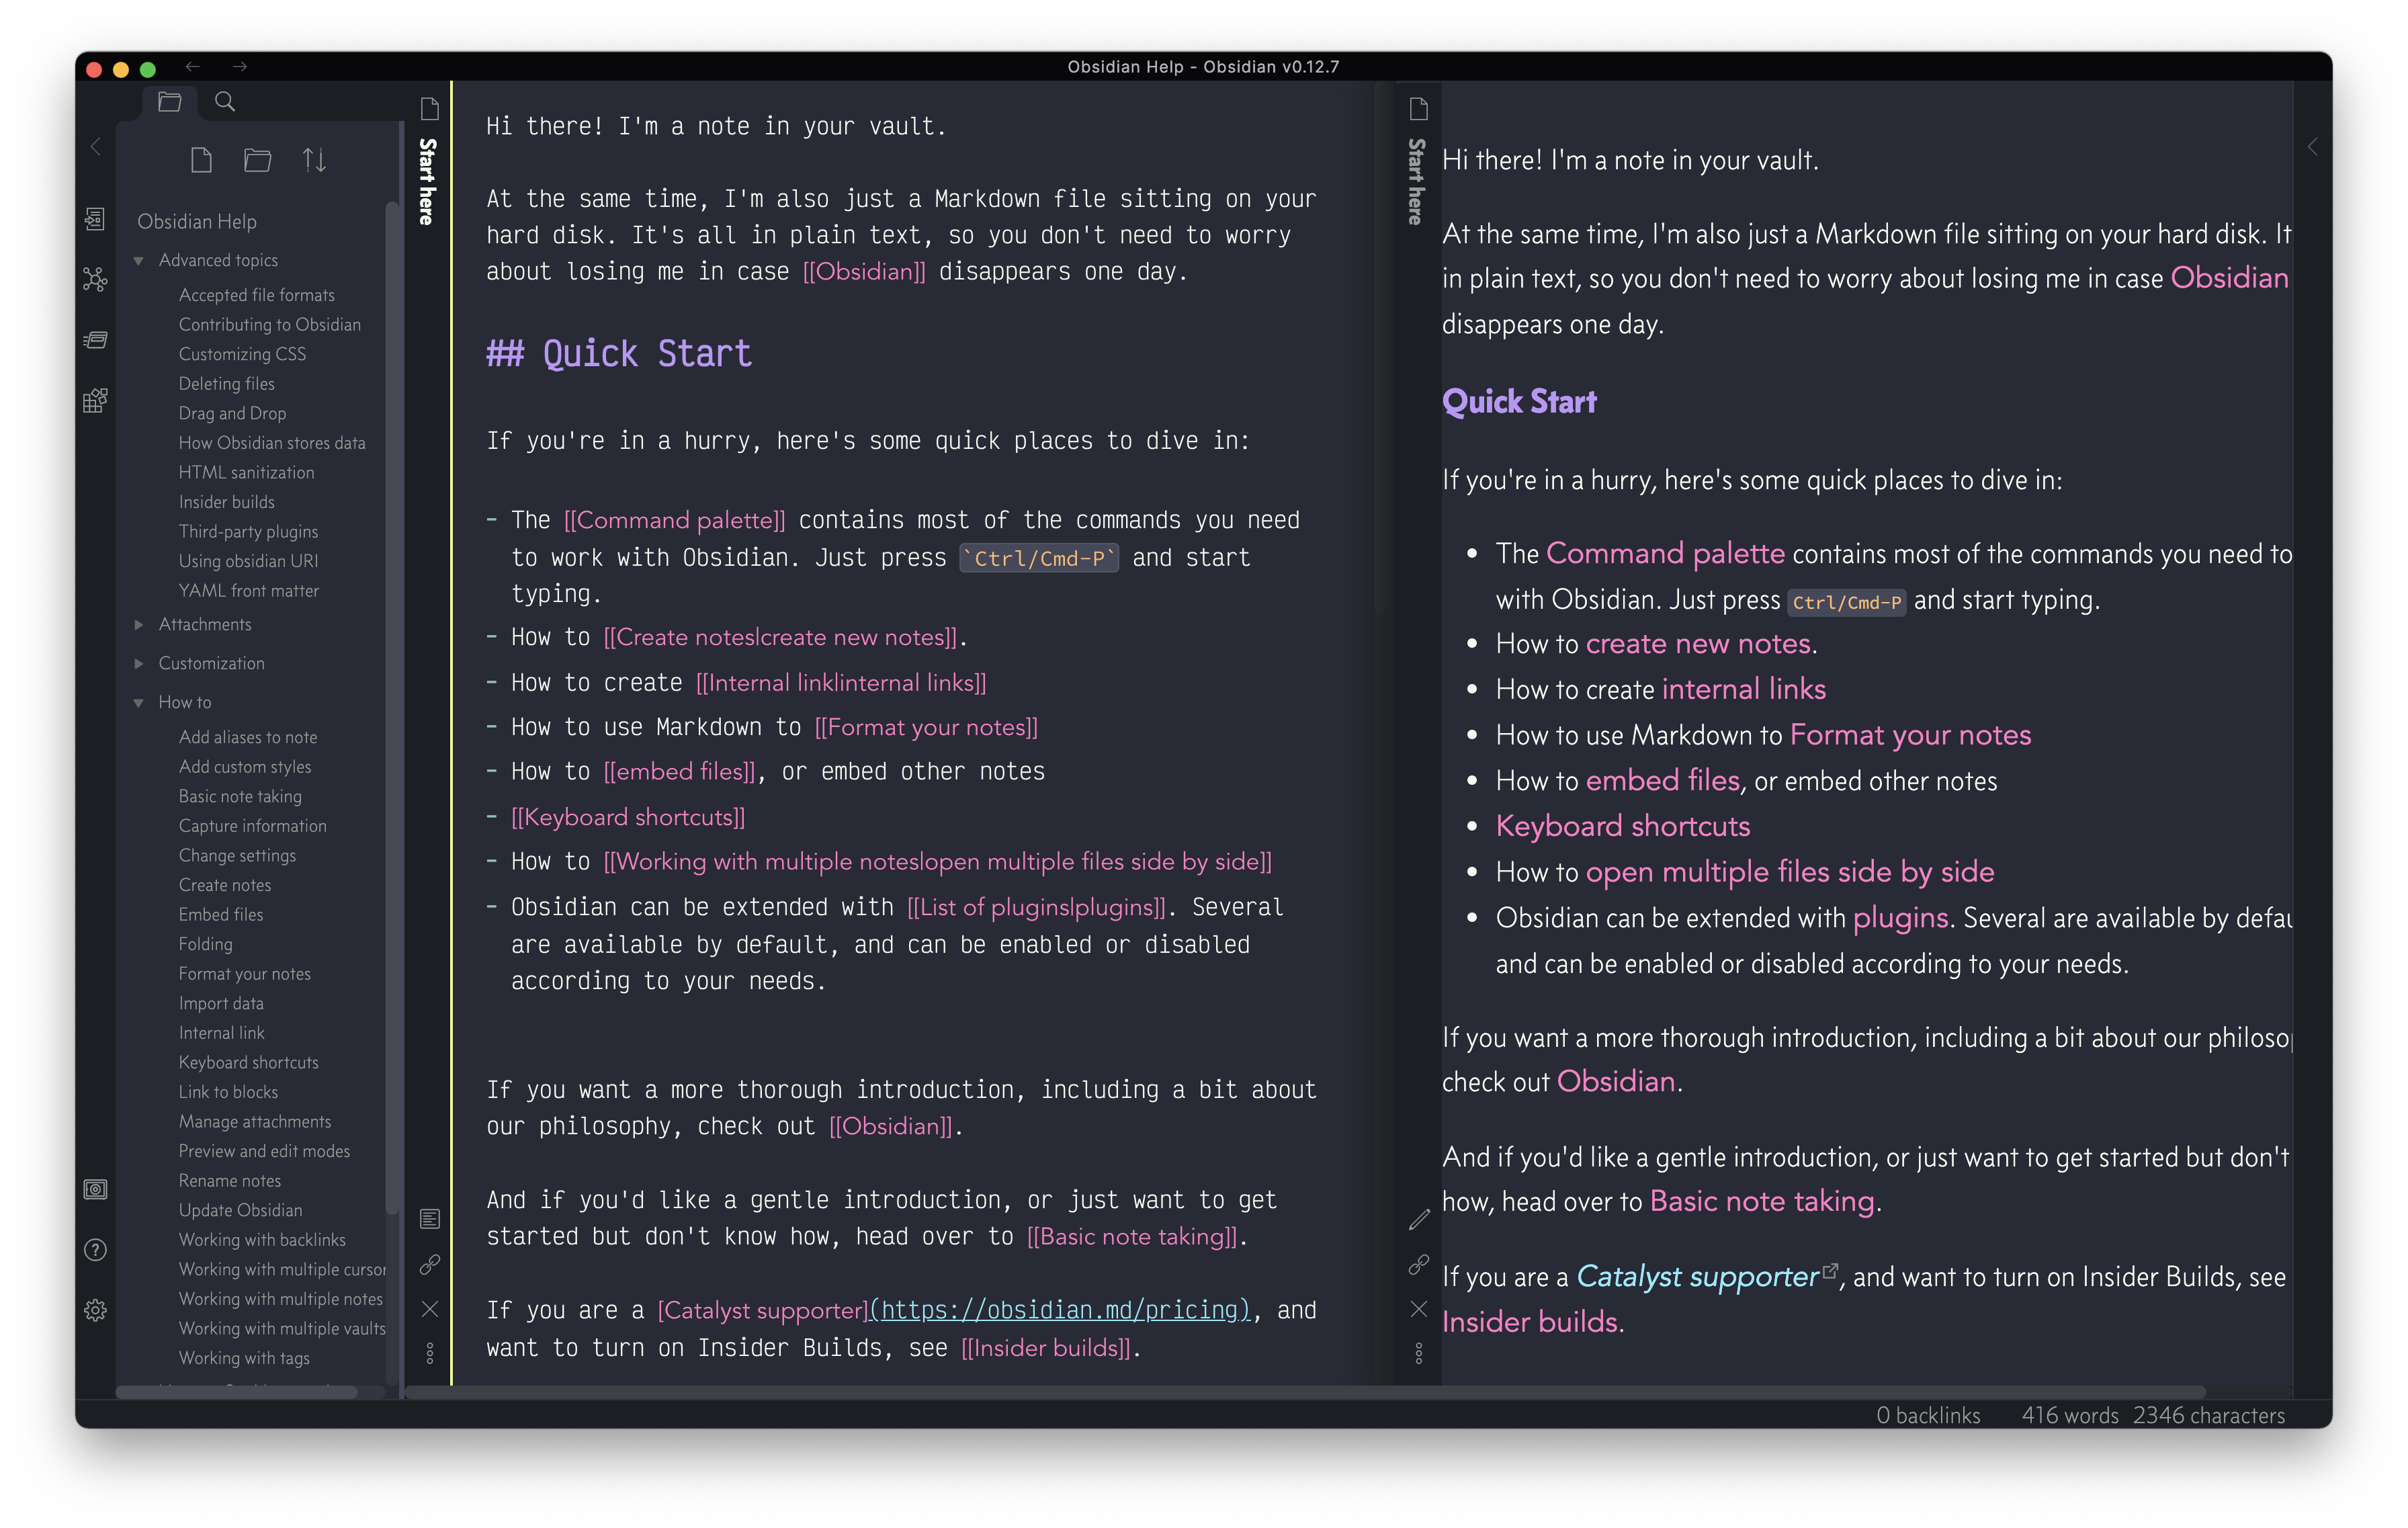 Obsidian Help - Obsidian v0.12.7
Obsidian Help
Advanced topics
Accepted file formats
Contributing to Obsidian
Customizing CSS
Deleting files
Drag and Drop
How Obsidian stores data
HTML sanitization
Insider builds
Third-party plugins
Using obsidian URI
YAML front matter
Attachments
Customization
How to
Add aliases to note
Add custom styles
Basic note taking
Capture information
Change settings
Create notes
Embed files
Folding
Format your notes
Import data
Internal link
Keyboard shortcuts
Link to blocks
Manage attachments
Preview and edit modes
Rename notes
Update Obsidian
Working with backlinks
Working with multiple cursor
Working with multiple notes
Working with multiple vaults
Working with tags
Start here
Hi there! I'm a note in your vault.
At the same time, I'm also just a Markdown file sitting on your
hard disk. It's all in plain text, so you don't need to worry
about losing me in case [[Obsidian]] disappears one day.
## Quick Start
If you're in a hurry, here's some quick places to dive in:
- The [[Command palette]] contains most of the commands you need
to work with Obsidian. Just press `Ctrl/Cmd-P` and start
typing.
- How to [[Create notes|create new notes]].
- How to create [[Internal link|internal links]]
- How to use Markdown to [[Format your notes]]
- How to [[embed files]], or embed other notes
- [[Keyboard shortcuts]]
- How to [[Working with multiple notes|open multiple files side by side]]
- Obsidian can be extended with [[List of plugins|plugins]]. Several
are available by default, and can be enabled or disabled
according to your needs.
If you want a more thorough introduction, including a bit about
our philosophy, check out [[Obsidian]].
And if you'd like a gentle introduction, or just want to get
started but don't know how, head over to [[Basic note taking]].
If you are a [Catalyst supporter](https://obsidian.md/pricing), and
want to turn on Insider Builds, see [[Insider builds]].
Start here
Hi there! I'm a note in your vault.
At the same time, I'm also just a Markdown file sitting on your hard disk. It
in plain text, so you don't need to worry about losing me in case Obsidian
disappears one day.
Quick Start
If you're in a hurry, here's some quick places to dive in:
• The Command palette contains most of the commands you need to
with Obsidian. Just press Ctrl/Cmd-P and start typing.
• How to create new notes.
• How to create internal links
• How to use Markdown to Format your notes
• How to embed files, or embed other notes
• Keyboard shortcuts
• How to open multiple files side by side
• Obsidian can be extended with plugins. Several are available by defau
and can be enabled or disabled according to your needs.
If you want a more thorough introduction, including a bit about our philoso
check out Obsidian.
And if you'd like a gentle introduction, or just want to get started but don't
how, head over to Basic note taking.
If you are a Catalyst supporter, and want to turn on Insider Builds, see
Insider builds.
0 backlinks 416 words 2346 characters